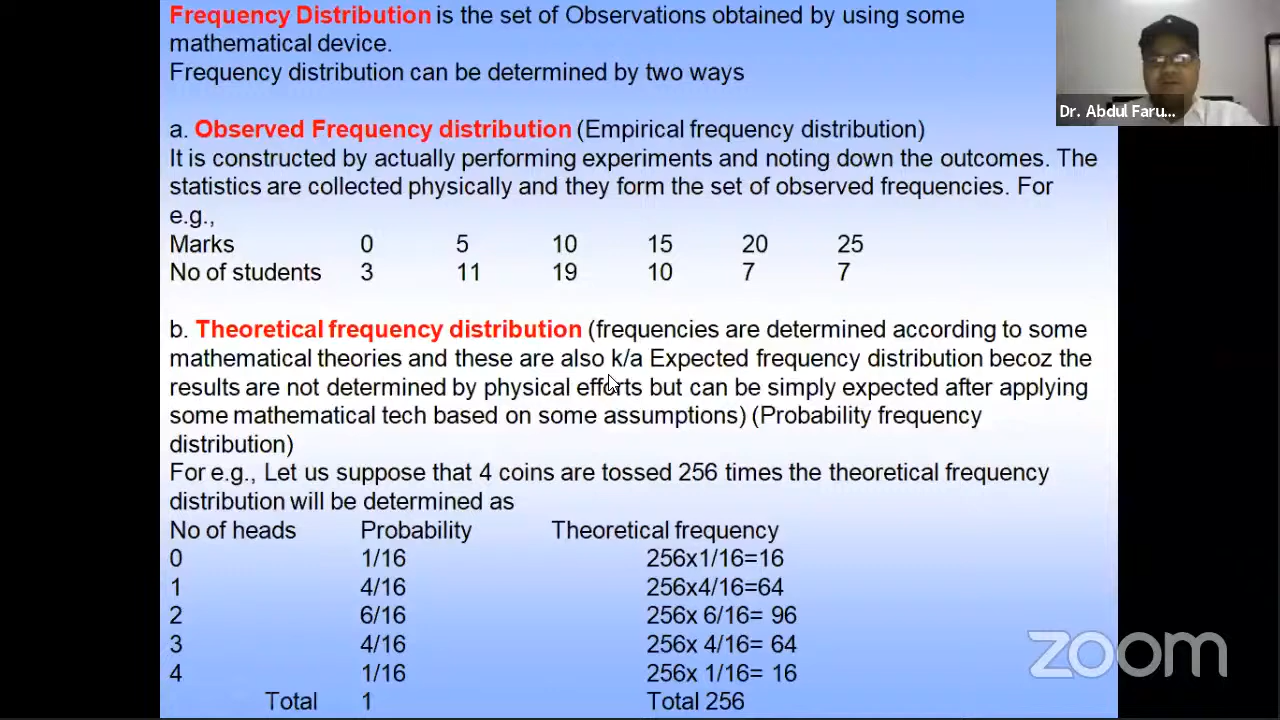 Frequency Distribution is the set of Observations obtained by using some
mathematical device.
Frequency distribution can be determined by two ways
Dr. Abdul Faru...
a. Observed Frequency distribution (Empirical frequency distribution)
It is constructed by actually performing experiments and noting down the outcomes. The
statistics are collected physically and they form the set of observed frequencies. For
e.g.,
Marks 0 5 10 15 20 25
No of students 3 11 19 10 7 7
b. Theoretical frequency distribution (frequencies are determined according to some
mathematical theories and these are also k/a Expected frequency distribution becoz the
results are not determined by physical efforts but can be simply expected after applying
some mathematical tech based on some assumptions) (Probability frequency
distribution)
For e.g., Let us suppose that 4 coins are tossed 256 times the theoretical frequency
distribution will be determined as
No of heads Probability Theoretical frequency
0 1/16 256x1/16=16
1 4/16 256x4/16=64
2 6/16 256x 6/16= 96
3 4/16 256x 4/16= 64
4 1/16 256x 1/16= 16
Total 1 Total 256
zoom